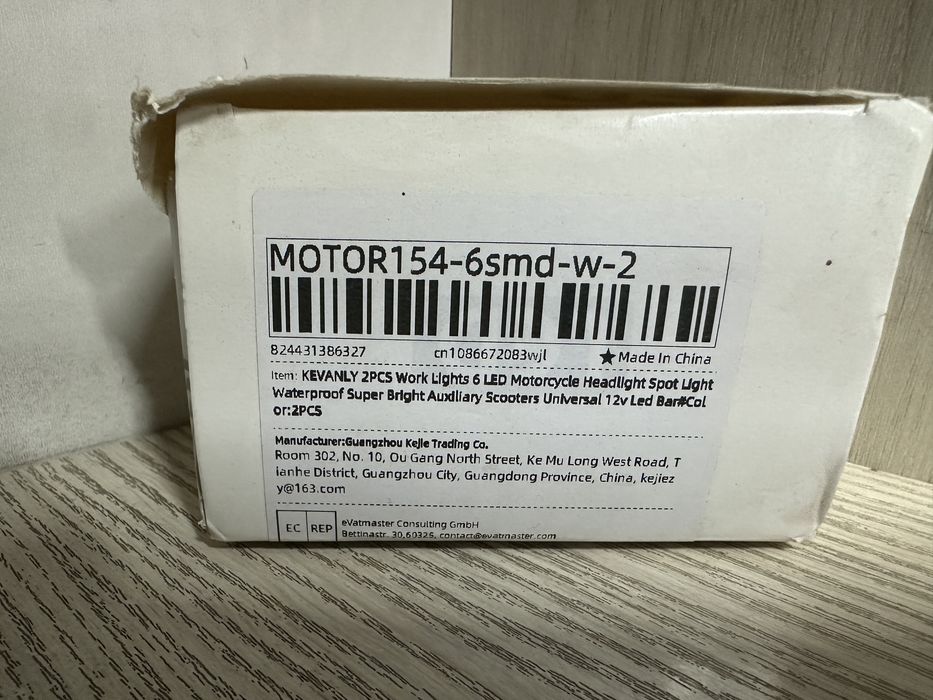 MOTOR154-6smd-w-2
824431386327 cn1086672083wjl ★Made In China
Item: KEVANLY 2PCS Work Lights 6 LED Motorcycle Headlight Spot Light
Waterproof Super Bright Auxiliary Scooters Universal 12v Led Bar#Col
or:2PCS
Manufacturer:Guangzhou Kejie Trading Co.
Room 302, No. 10, Ou Gang North Street, Ke Mu Long West Road, T
ianhe District, Guangzhou City, Guangdong Province, China, kejiez
y@163.com
EC REP
eVatmaster Consulting GmbH
Bettinastr. 30,60325, contact@evatmaster.com